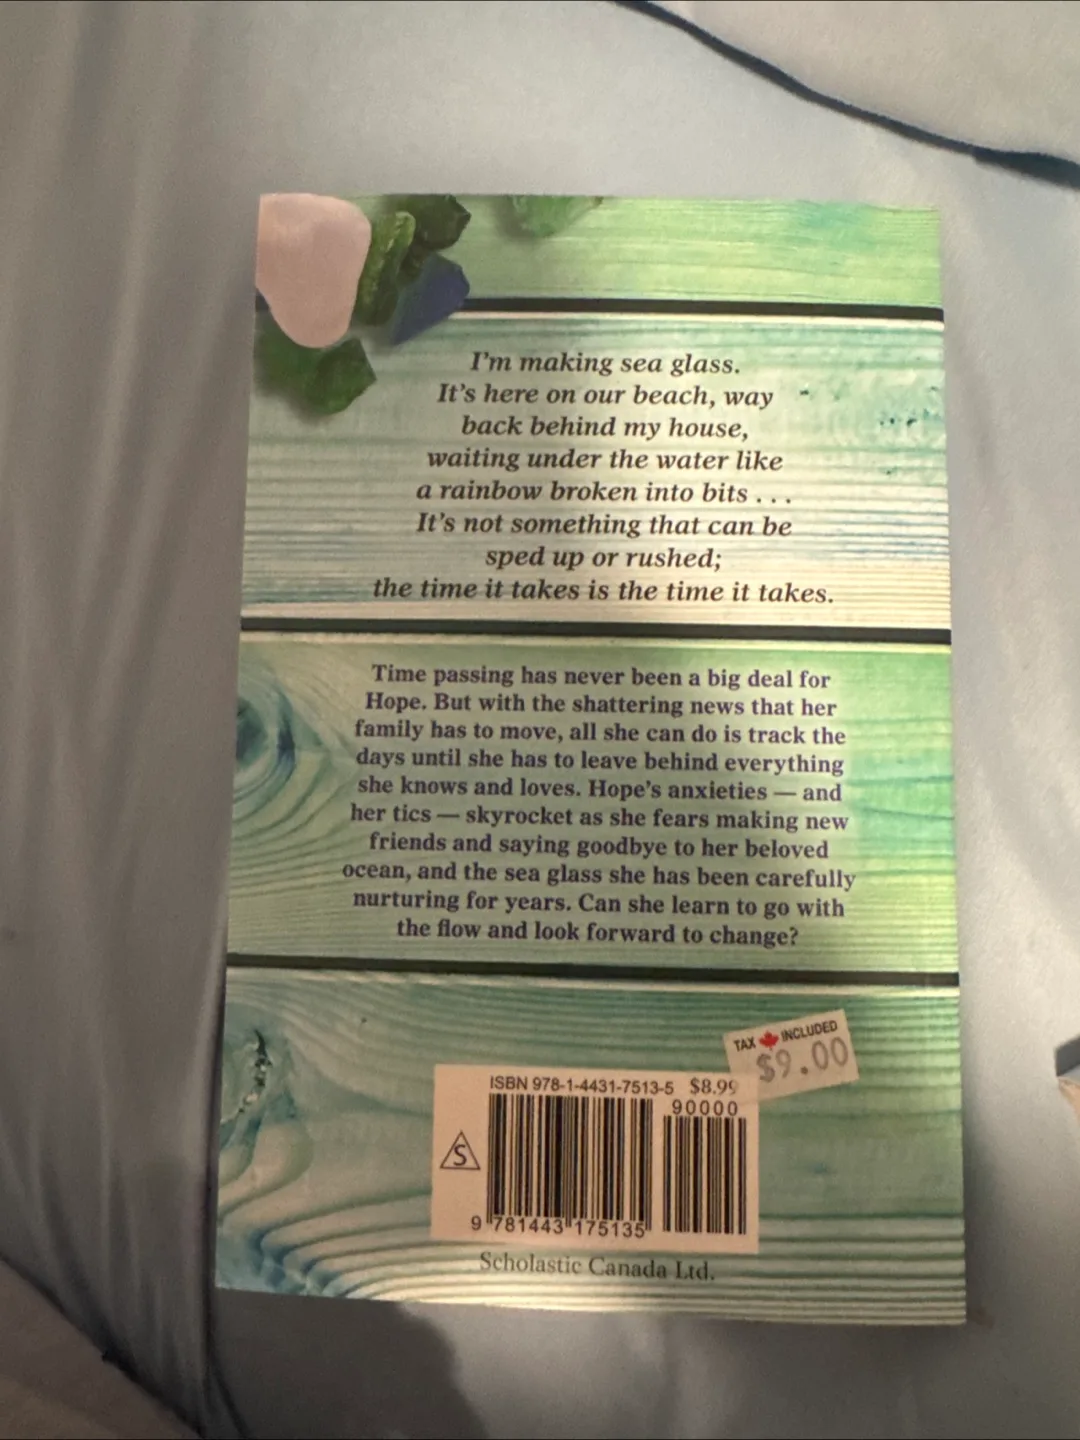 I'm making sea glass.
It's here on our beach, way
back behind my house,
waiting under the water like
a rainbow broken into bits . . .
It's not something that can be
sped up or rushed;
the time it takes is the time it takes.
Time passing has never been a big deal for
Hope. But with the shattering news that her
family has to move, all she can do is track the
days until she has to leave behind everything
she knows and loves. Hope's anxieties — and
her tics — skyrocket as she fears making new
friends and saying goodbye to her beloved
ocean, and the sea glass she has been carefully
nurturing for years. Can she learn to go with
the flow and look forward to change?
TAX INCLUDED
$9.00
ISBN 978-1-4431-7513-5 $8.99
90000
S
9 781443 175135
Scholastic Canada Ltd.